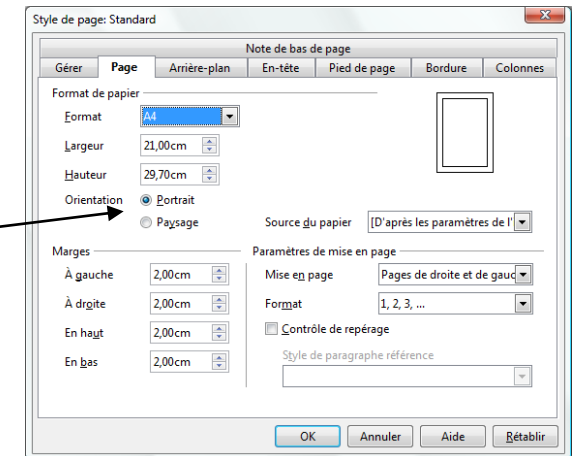 Style de page: Standard
Note de bas de page
Gérer Page Arrière-plan En-tête Pied de page Bordure Colonnes
Format de papier
Format A4
Largeur 21,00cm
Hauteur 29,70cm
Orientation Portrait
Paysage
Source du papier [D'après les paramètres de l'
Marges
À gauche 2,00cm
À droite 2,00cm
En haut 2,00cm
En bas 2,00cm
Paramètres de mise en page
Mise en page Pages de droite et de gauc
Format 1, 2, 3, ...
Contrôle de repérage
Style de paragraphe référence
OK Annuler Aide Rétablir